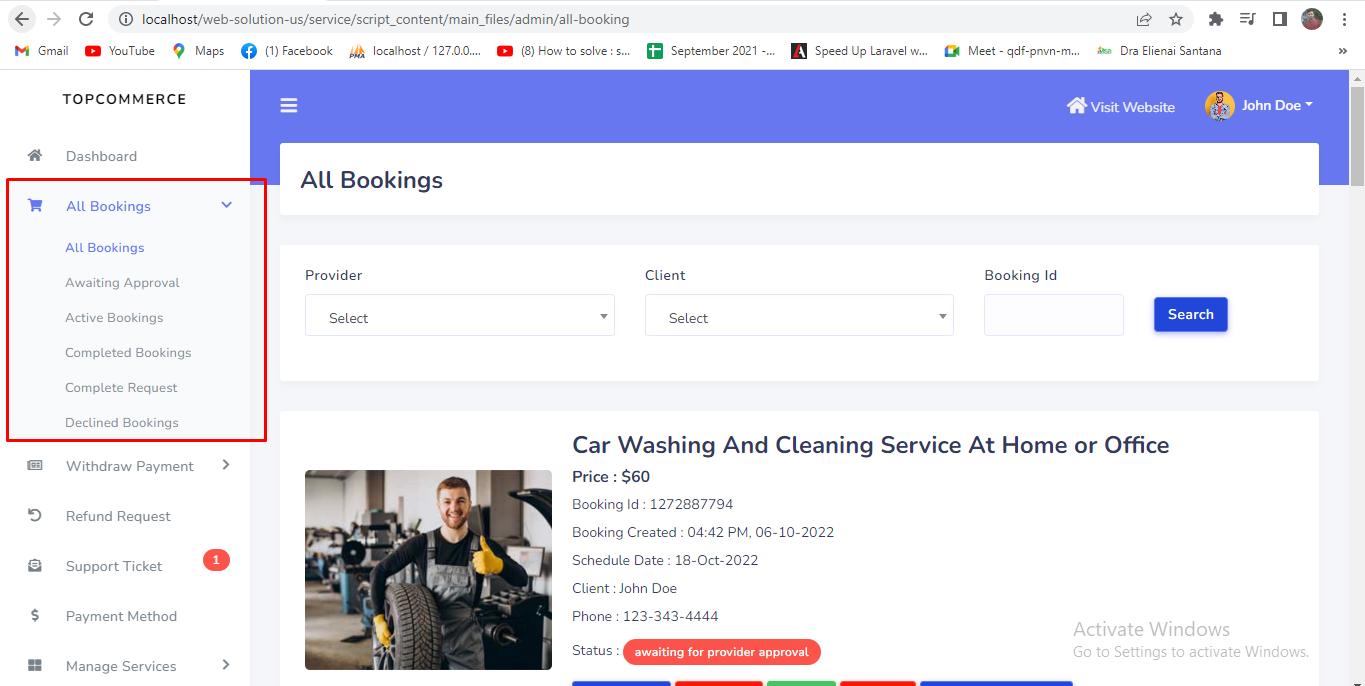 localhost/web-solution-us/service/script_content/main_files/admin/all-booking
Gmail YouTube Maps (1) Facebook localhost / 127.0.0.... (8) How to solve : s... September 2021 -... Speed Up Laravel w... Meet - qdf-pnvn-m... Dra Elienai Santana »
TOPCOMMERCE
Visit Website
John Doe
Dashboard
All Bookings
All Bookings
Awaiting Approval
Active Bookings
Completed Bookings
Complete Request
Declined Bookings
Withdraw Payment
Refund Request
Support Ticket 1
Payment Method
Manage Services
All Bookings
Provider Client Booking Id
Select Select Search
Car Washing And Cleaning Service At Home or Office
Price : $60
Booking Id : 1272887794
Booking Created : 04:42 PM, 06-10-2022
Schedule Date : 18-Oct-2022
Client : John Doe
Phone : 123-343-4444
Status : awaiting for provider approval
Activate Windows
Go to Settings to activate Windows.